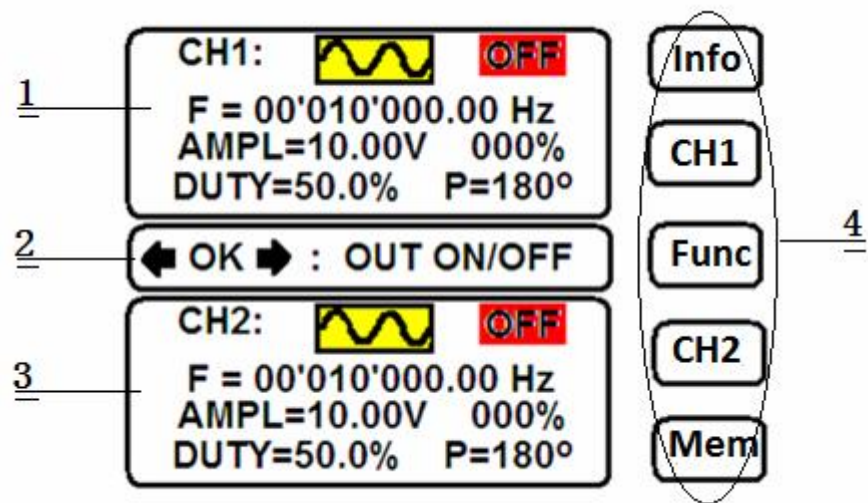 CH1: OFF
F = 00'010'000.00 Hz
AMPL=10.00V 000%
DUTY=50.0% P=180º
1
2
OK : OUT ON/OFF
CH2: OFF
F = 00'010'000.00 Hz
AMPL=10.00V 000%
DUTY=50.0% P=180º
3
Info
CH1
Func
CH2
Mem
4